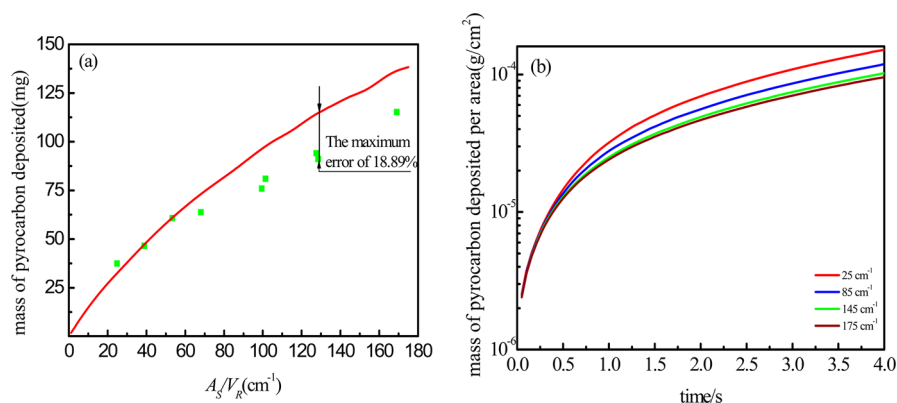 150
125
100
75
50
25
0 20 40 60 80 100 120 140 160 180
mass of pyrocarbon deposited(mg)
A_S/V_R(cm⁻¹)
(a)
The maximum
error of 18.89%
10⁻⁴
10⁻⁵
10⁻⁶
0.0 0.5 1.0 1.5 2.0 2.5 3.0 3.5 4.0
mass of pyrocarbon deposited per area(g/cm²)
time/s
(b)
25 cm⁻¹
85 cm⁻¹
145 cm⁻¹
175 cm⁻¹